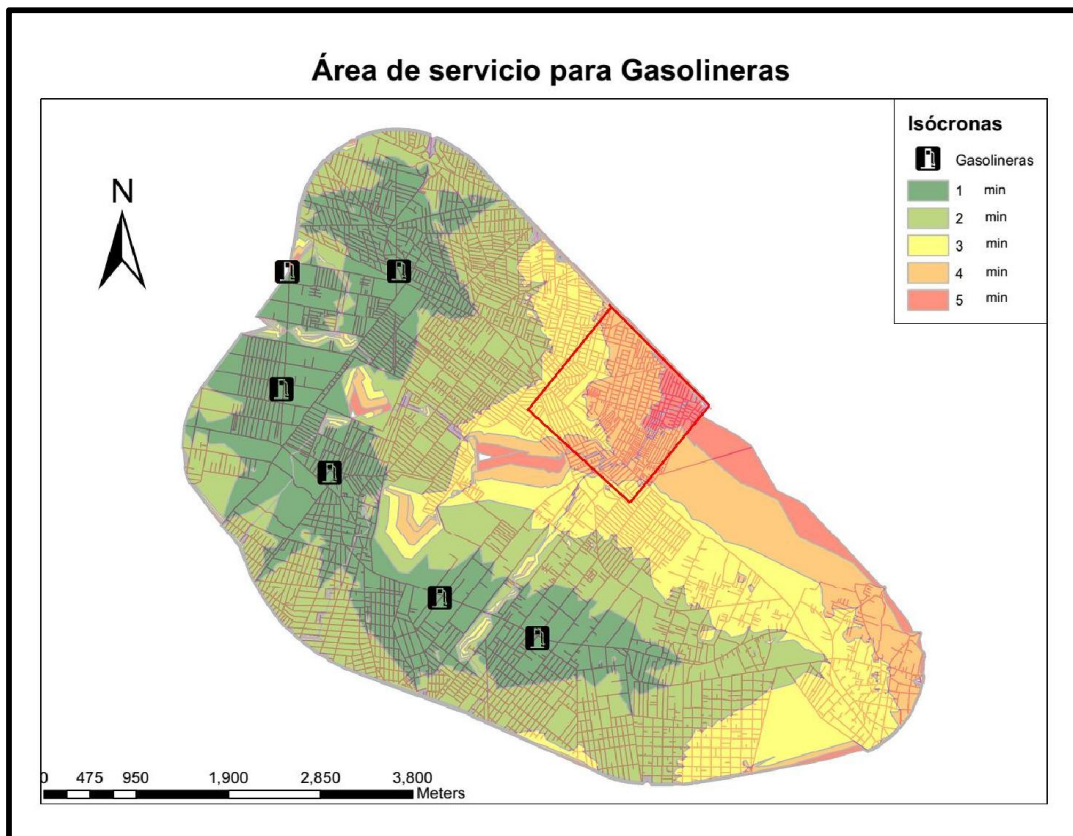 Área de servicio para Gasolineras
Isócronas
Gasolineras
1 min
2 min
3 min
4 min
5 min
N
0 475 950 1,900 2,850 3,800
Meters